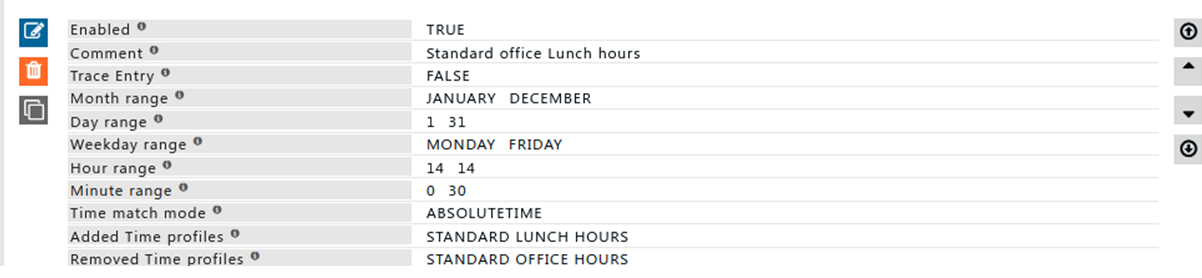 Enabled TRUE
Comment Standard office Lunch hours
Trace Entry FALSE
Month range JANUARY DECEMBER
Day range 1 31
Weekday range MONDAY FRIDAY
Hour range 14 14
Minute range 0 30
Time match mode ABSOLUTETIME
Added Time profiles STANDARD LUNCH HOURS
Removed Time profiles STANDARD OFFICE HOURS